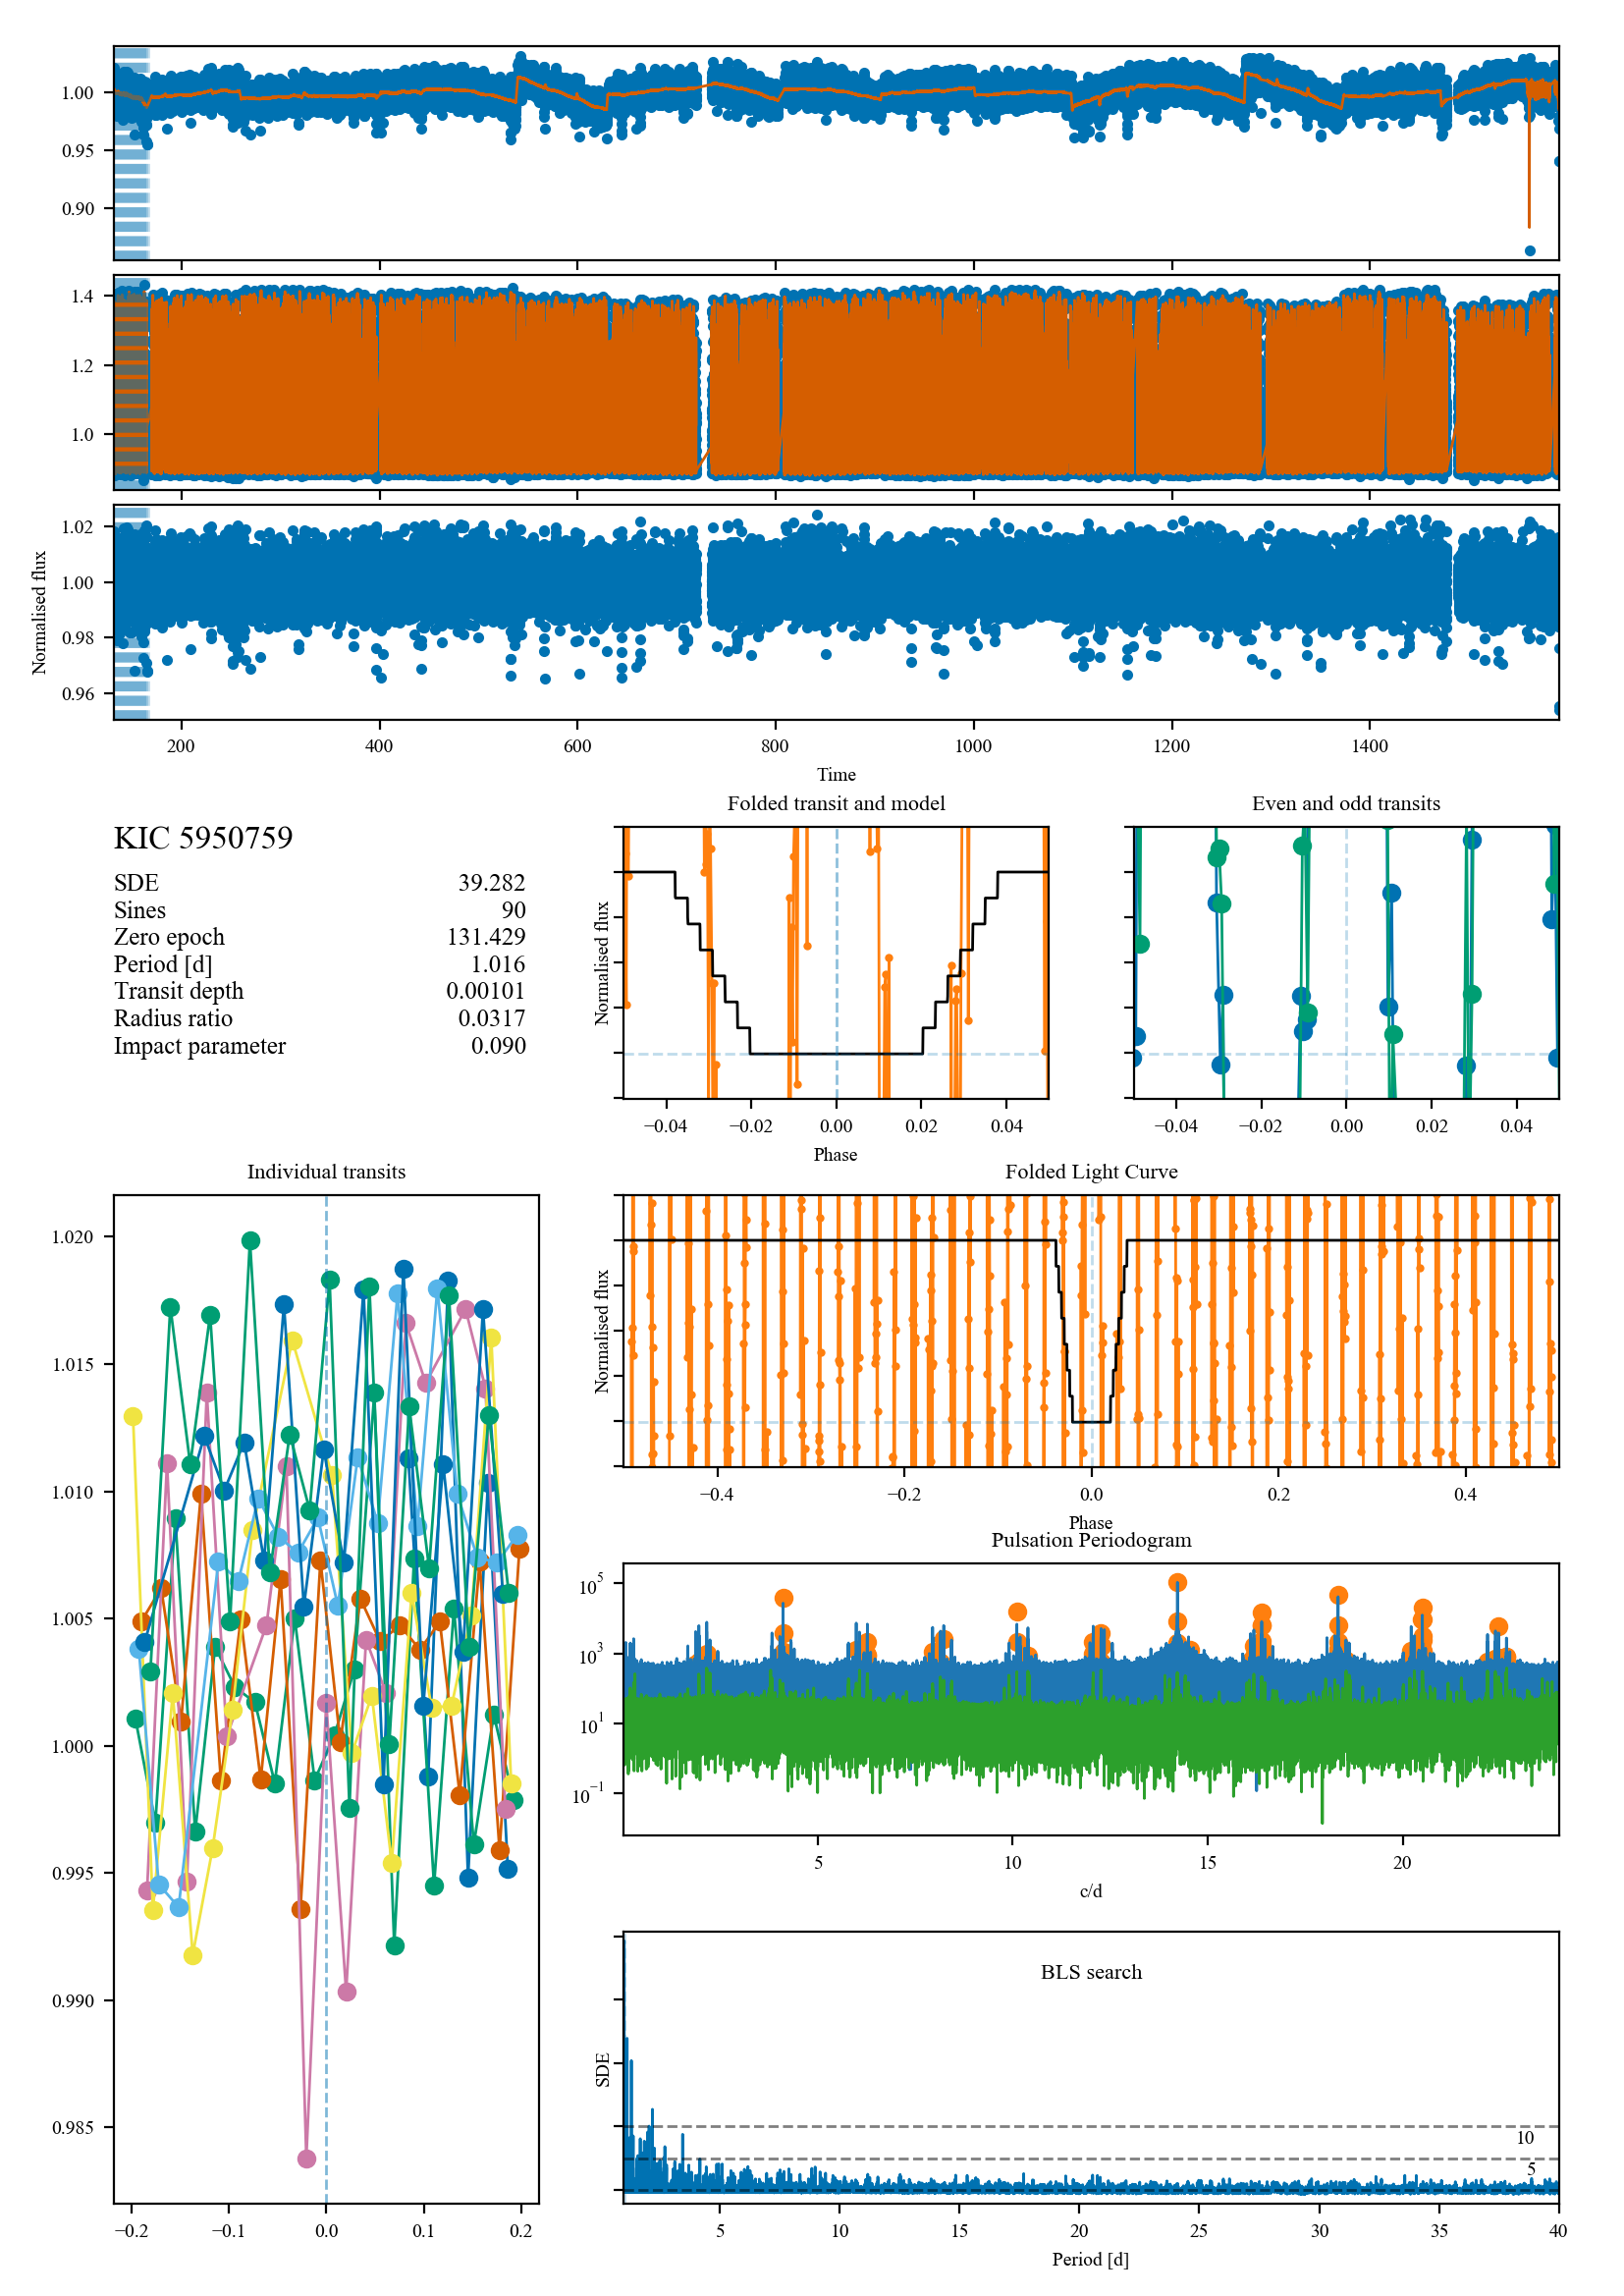 1.00
0.95
0.90
1.4
1.2
1.0
Normalised flux
1.02
1.00
0.98
0.96
200 400 600 800 1000 1200 1400
Time
KIC 5950759
SDE 39.282
Sines 90
Zero epoch 131.429
Period [d] 1.016
Transit depth 0.00101
Radius ratio 0.0317
Impact parameter 0.090
Folded transit and model
Normalised flux
−0.04 −0.02 0.00 0.02 0.04
Phase
Even and odd transits
−0.04 −0.02 0.00 0.02 0.04
Individual transits
1.020
1.015
1.010
1.005
1.000
0.995
0.990
0.985
−0.2 −0.1 0.0 0.1 0.2
Folded Light Curve
Normalised flux
−0.4 −0.2 0.0 0.2 0.4
Phase
Pulsation Periodogram
10^5
10^3
10^1
10^−1
5 10 15 20
c/d
BLS search
SDE
10
5
5 10 15 20 25 30 35 40
Period [d]